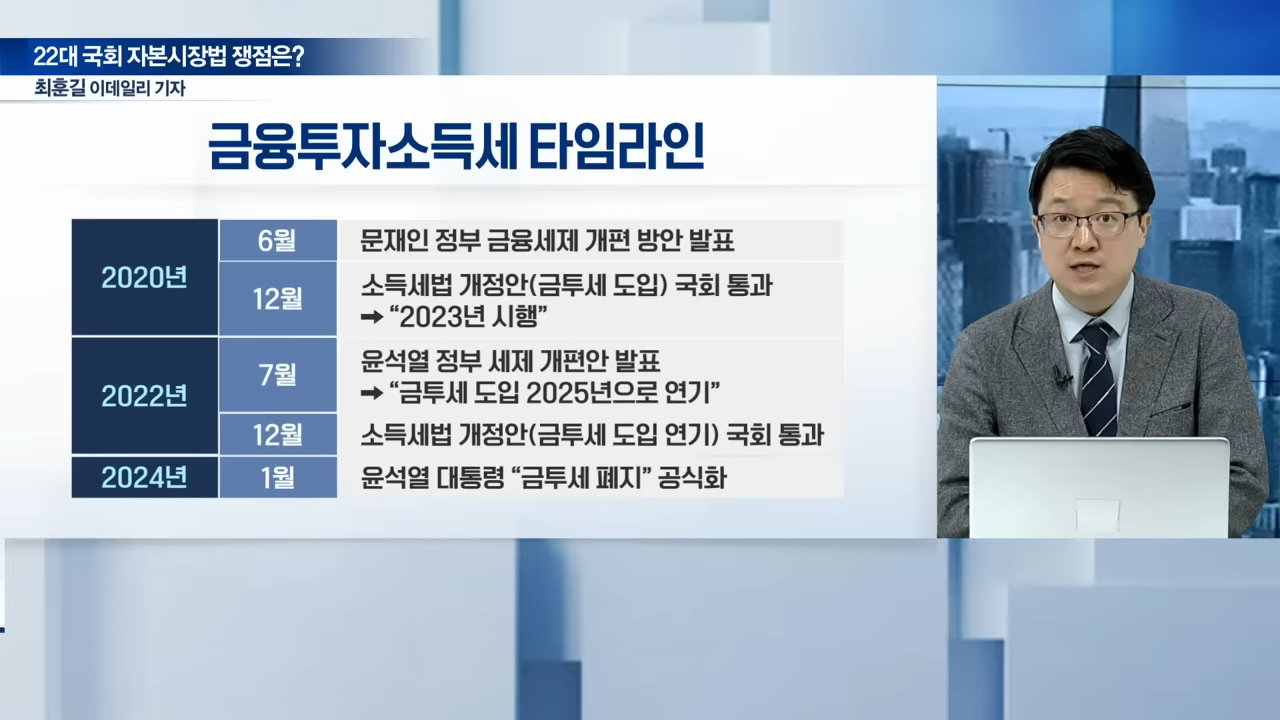 22대 국회 자본시장법 쟁점은?
최훈길 이데일리 기자
금융투자소득세 타임라인
2020년
6월
문재인 정부 금융세제 개편 방안 발표
12월
소득세법 개정안(금투세 도입) 국회 통과
➡ “2023년 시행”
2022년
7월
윤석열 정부 세제 개편안 발표
➡ “금투세 도입 2025년으로 연기”
12월
소득세법 개정안(금투세 도입 연기) 국회 통과
2024년
1월
윤석열 대통령 “금투세 폐지” 공식화